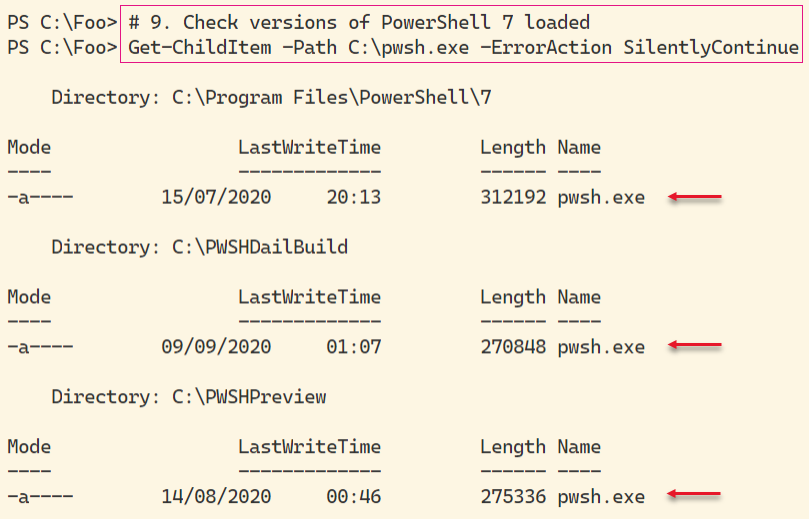 PS C:\Foo> # 9. Check versions of PowerShell 7 loaded
PS C:\Foo> Get-ChildItem -Path C:\pwsh.exe -ErrorAction SilentlyContinue
Directory: C:\Program Files\PowerShell\7
Mode LastWriteTime Length Name
---- ------------- ------ ----
-a---- 15/07/2020 20:13 312192 pwsh.exe
Directory: C:\PWSHDailBuild
Mode LastWriteTime Length Name
---- ------------- ------ ----
-a---- 09/09/2020 01:07 270848 pwsh.exe
Directory: C:\PWSHPreview
Mode LastWriteTime Length Name
---- ------------- ------ ----
-a---- 14/08/2020 00:46 275336 pwsh.exe